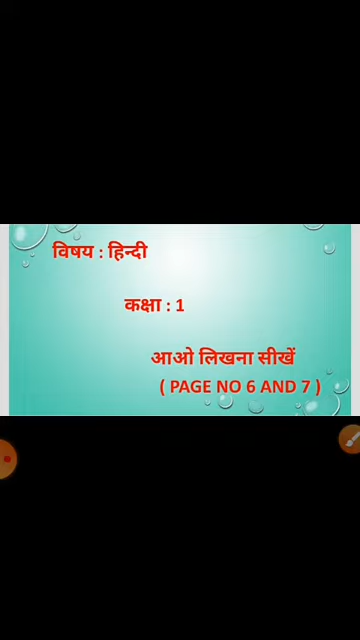 विषय : हिन्दी
कक्षा : 1
आओ लिखना सीखें
( PAGE NO 6 AND 7 )